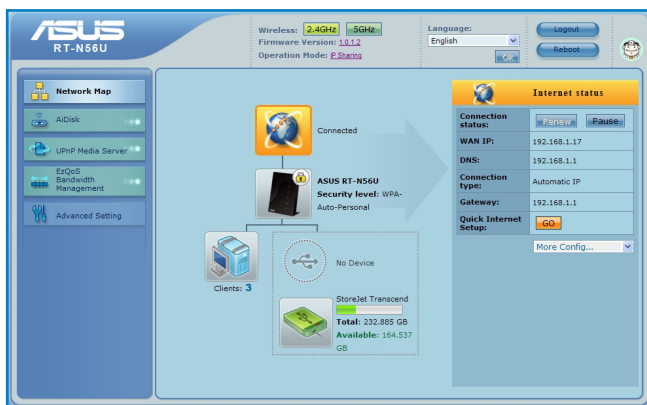 ASUS
RT-N56U
Wireless: 2.4GHz 5GHz
Firmware Version: 1.0.1.2
Operation Mode: IP Sharing
Language:
English
OK
Logout
Reboot
Network Map
AiDisk
UPnP Media Server
EzQoS
Bandwidth
Management
Advanced Setting
Connected
ASUS RT-N56U
Security level: WPA-
Auto-Personal
Clients: 3
No Device
StoreJet Transcend
Total: 232.885 GB
Available: 164.537
GB
Internet status
Connection
status: Renew Pause
WAN IP: 192.168.1.17
DNS: 192.168.1.1
Connection
type: Automatic IP
Gateway: 192.168.1.1
Quick Internet
Setup: GO
More Config...